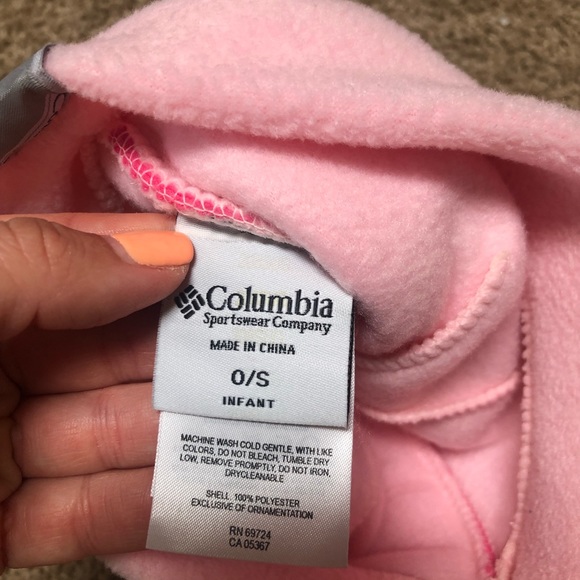 Columbia
Sportswear Company
MADE IN CHINA
O/S
INFANT
MACHINE WASH COLD GENTLE, WITH LIKE
COLORS, DO NOT BLEACH, TUMBLE DRY
LOW, REMOVE PROMPTLY, DO NOT IRON,
DRYCLEANABLE
SHELL: 100% POLYESTER
EXCLUSIVE OF ORNAMENTATION
RN 69724
CA 05367